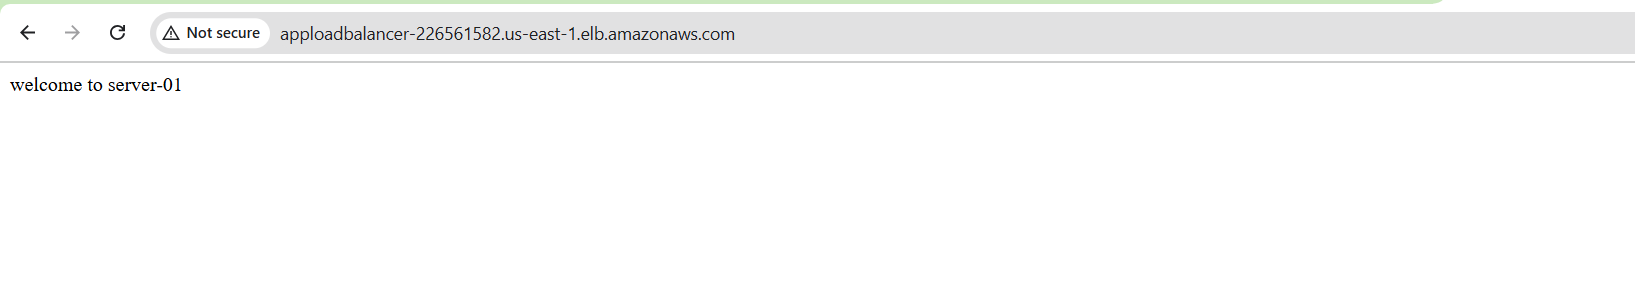 Not secure apploadbalancer-226561582.us-east-1.elb.amazonaws.com
welcome to server-01